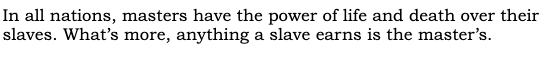 In all nations, masters have the power of life and death over their
slaves. What’s more, anything a slave earns is the master’s.